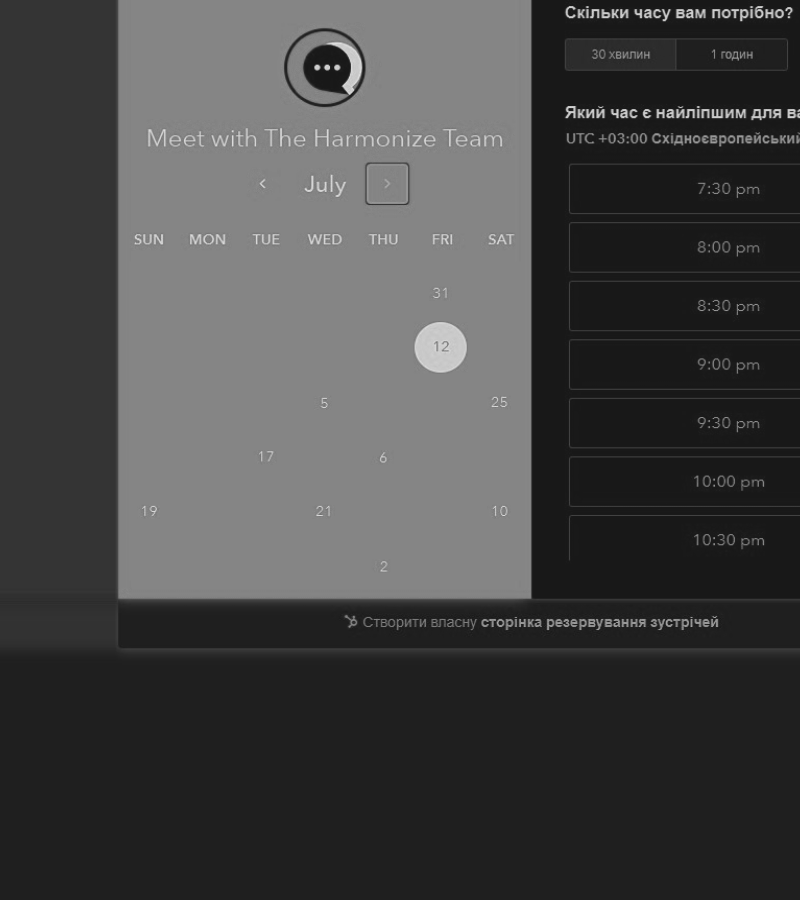 Meet with The Harmonize Team
July
SUN MON TUE WED THU FRI SAT
31
12
5 25
17 6
19 21 10
2
Скільки часу вам потрібно?
30 хвилин 1 годин
Який час є найліпшим для ва
UTC +03:00 Східноєвропейський
7:30 pm
8:00 pm
8:30 pm
9:00 pm
9:30 pm
10:00 pm
10:30 pm
Створити власну сторінка резервування зустрічей